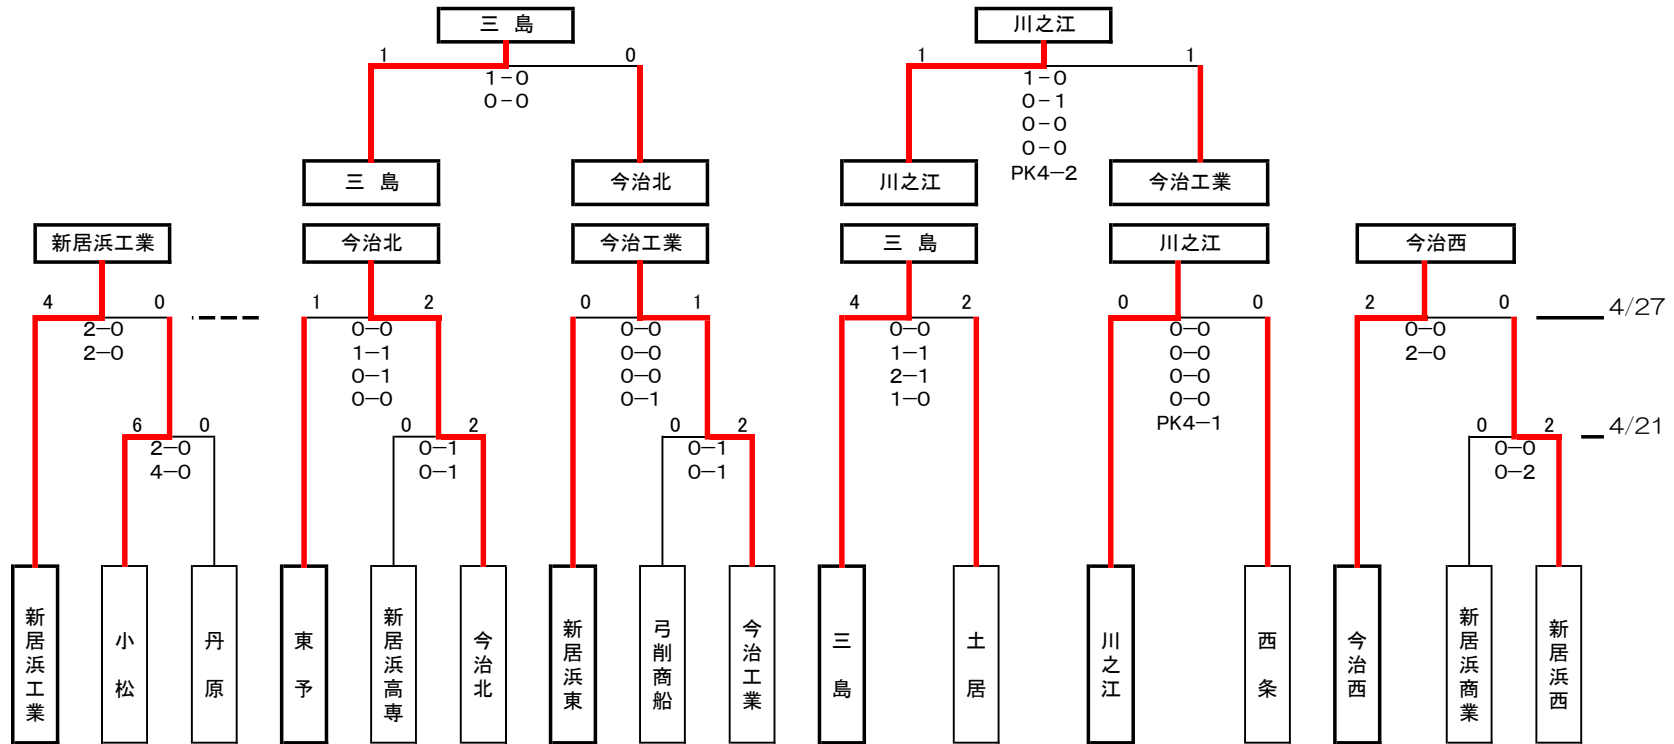 三 島
川之江
1 0
1-0
0-0
1 1
1-0
0-1
0-0
0-0
PK4-2
三 島
今治北
川之江
今治工業
新居浜工業
今治北
今治工業
三 島
川之江
今治西
4 0
2-0
2-0
1 2
0-0
1-1
0-1
0-0
0 1
0-0
0-0
0-0
0-1
4 2
0-0
1-1
2-1
1-0
0 0
0-0
0-0
0-0
0-0
PK4-1
2 0
0-0
2-0
4/27
6 0
2-0
4-0
0 2
0-1
0-1
0 2
0-1
0-1
0 2
0-0
0-2
4/21
新居浜工業
小松
丹原
東予
新居浜高専
今治北
新居浜東
弓削商船
今治工業
三島
土居
川之江
西条
今治西
新居浜商業
新居浜西